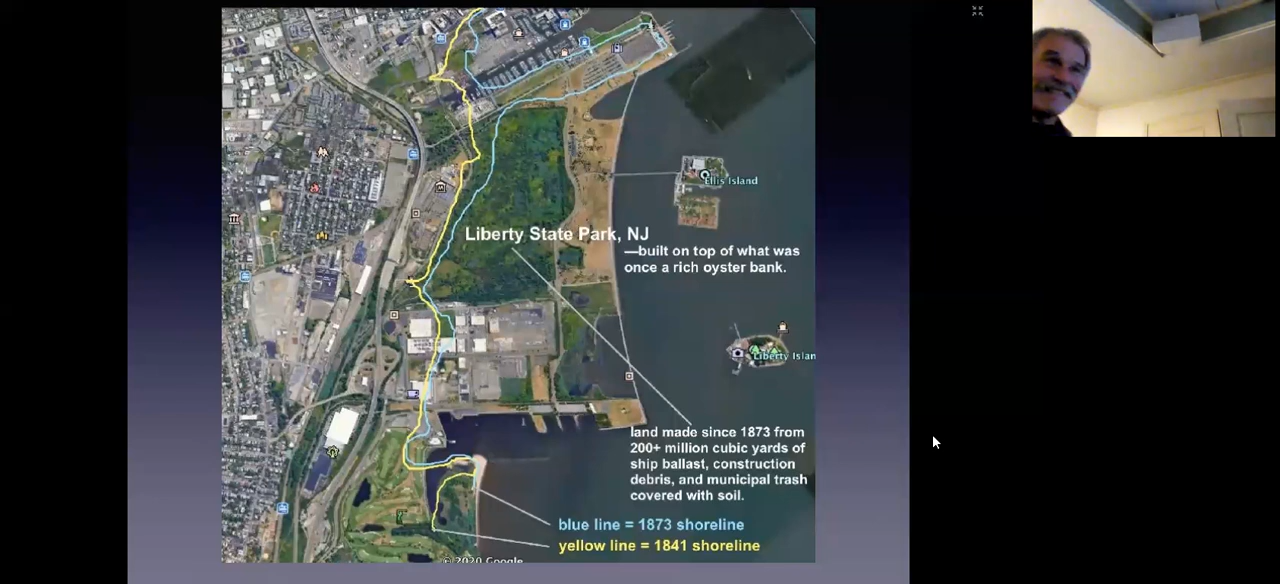 Ellis Island
Liberty State Park, NJ
—built on top of what was
once a rich oyster bank.
Liberty Islan
land made since 1873 from
200+ million cubic yards of
ship ballast, construction
debris, and municipal trash
covered with soil.
blue line = 1873 shoreline
yellow line = 1841 shoreline
© 2020 Google